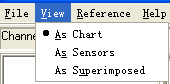 File View Reference Help
Channe
As Chart
As Sensors
As Superimposed